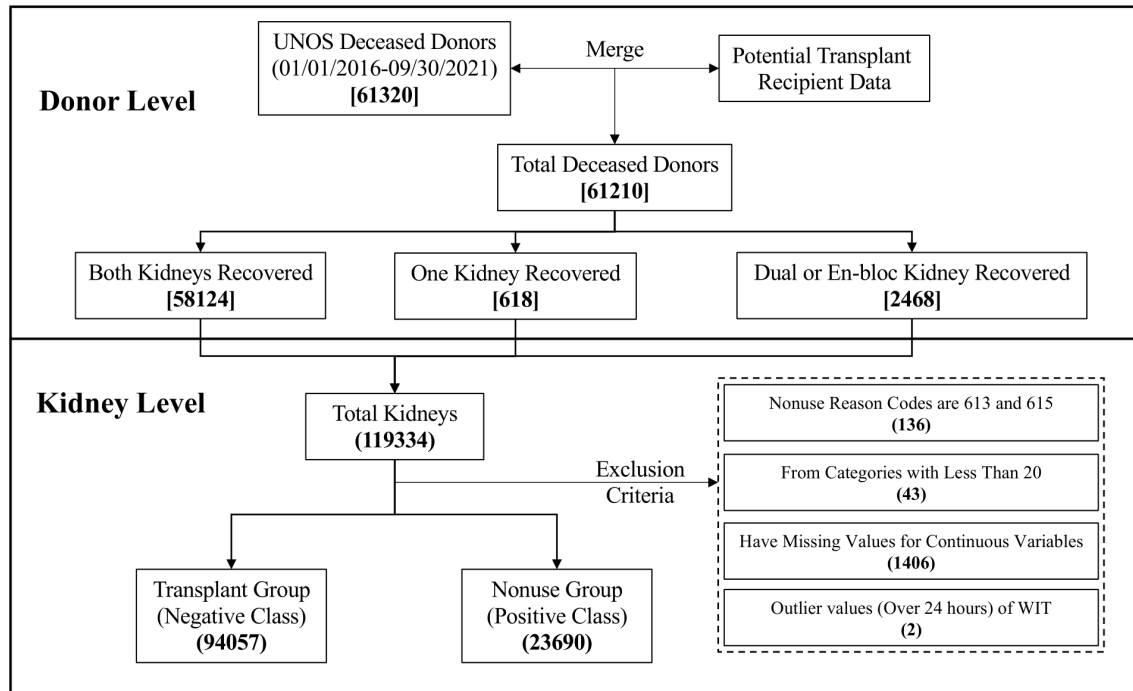 UNOS Deceased Donors
(01/01/2016-09/30/2021)
[61320]
Merge
Potential Transplant
Recipient Data
Donor Level
Total Deceased Donors
[61210]
Both Kidneys Recovered
[58124]
One Kidney Recovered
[618]
Dual or En-bloc Kidney Recovered
[2468]
Kidney Level
Total Kidneys
(119334)
Exclusion
Criteria
Nonuse Reason Codes are 613 and 615
(136)
From Categories with Less Than 20
(43)
Have Missing Values for Continuous Variables
(1406)
Outlier values (Over 24 hours) of WIT
(2)
Transplant Group
(Negative Class)
(94057)
Nonuse Group
(Positive Class)
(23690)